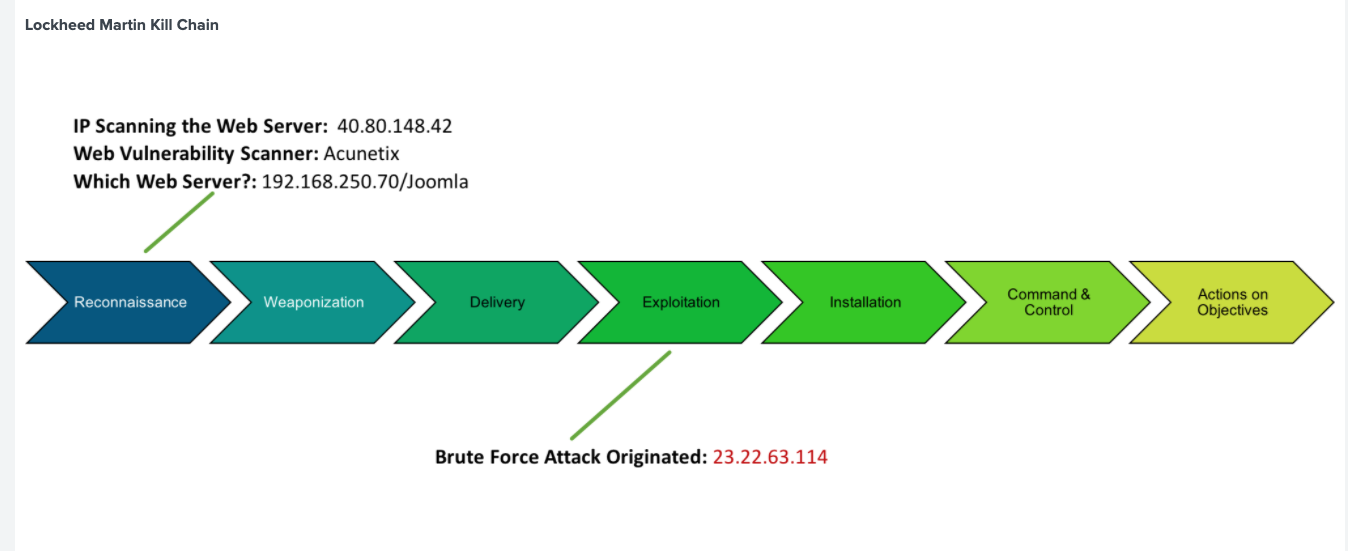 Lockheed Martin Kill Chain
IP Scanning the Web Server: 40.80.148.42
Web Vulnerability Scanner: Acunetix
Which Web Server?: 192.168.250.70/Joomla
Reconnaissance
Weaponization
Delivery
Exploitation
Installation
Command &
Control
Actions on
Objectives
Brute Force Attack Originated: 23.22.63.114